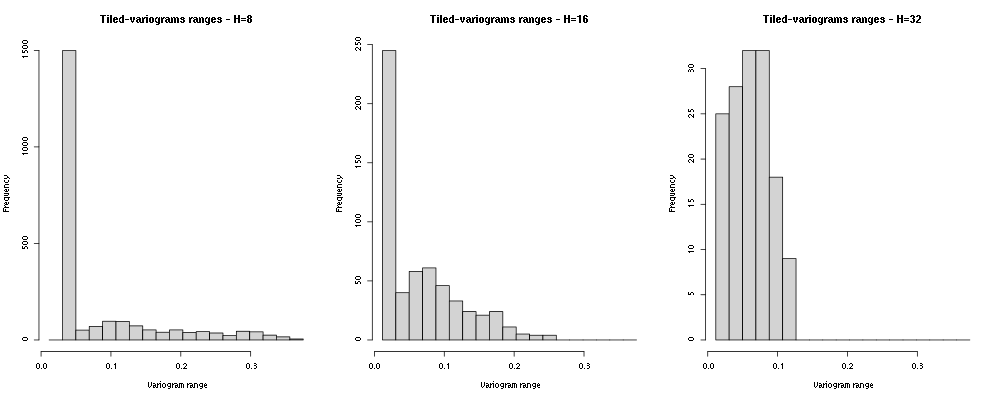 Tiled-variograms ranges - H=8
Frequency
1500
1000
500
0
0.0 0.1 0.2 0.3
Variogram range
Tiled-variograms ranges - H=16
Frequency
250
200
150
100
50
0
0.0 0.1 0.2 0.3
Variogram range
Tiled-variograms ranges - H=32
Frequency
30
25
20
15
10
5
0
0.0 0.1 0.2 0.3
Variogram range